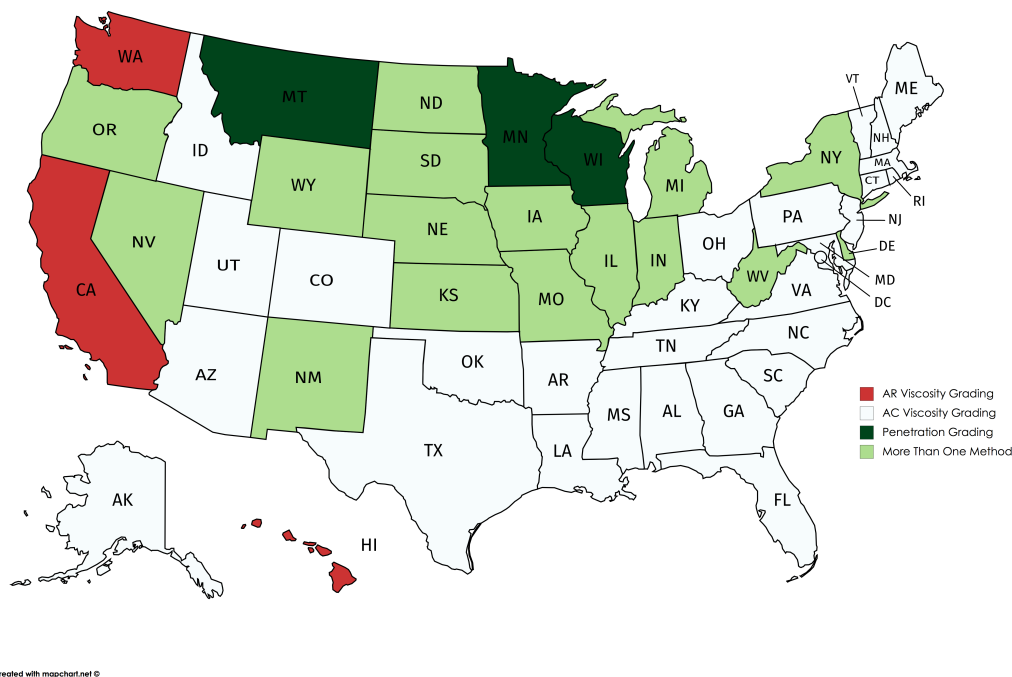 WA
MT
ND
MN
OR
ID
WY
SD
WI
MI
NY
VT
ME
NH
MA
CT
RI
NV
UT
CO
NE
IA
IL
IN
OH
PA
NJ
DE
MD
DC
WV
VA
CA
AZ
NM
KS
MO
KY
TN
NC
SC
OK
AR
MS
AL
GA
TX
LA
FL
AK
HI
AR Viscosity Grading
AC Viscosity Grading
Penetration Grading
More Than One Method
reated with mapchart.net ©